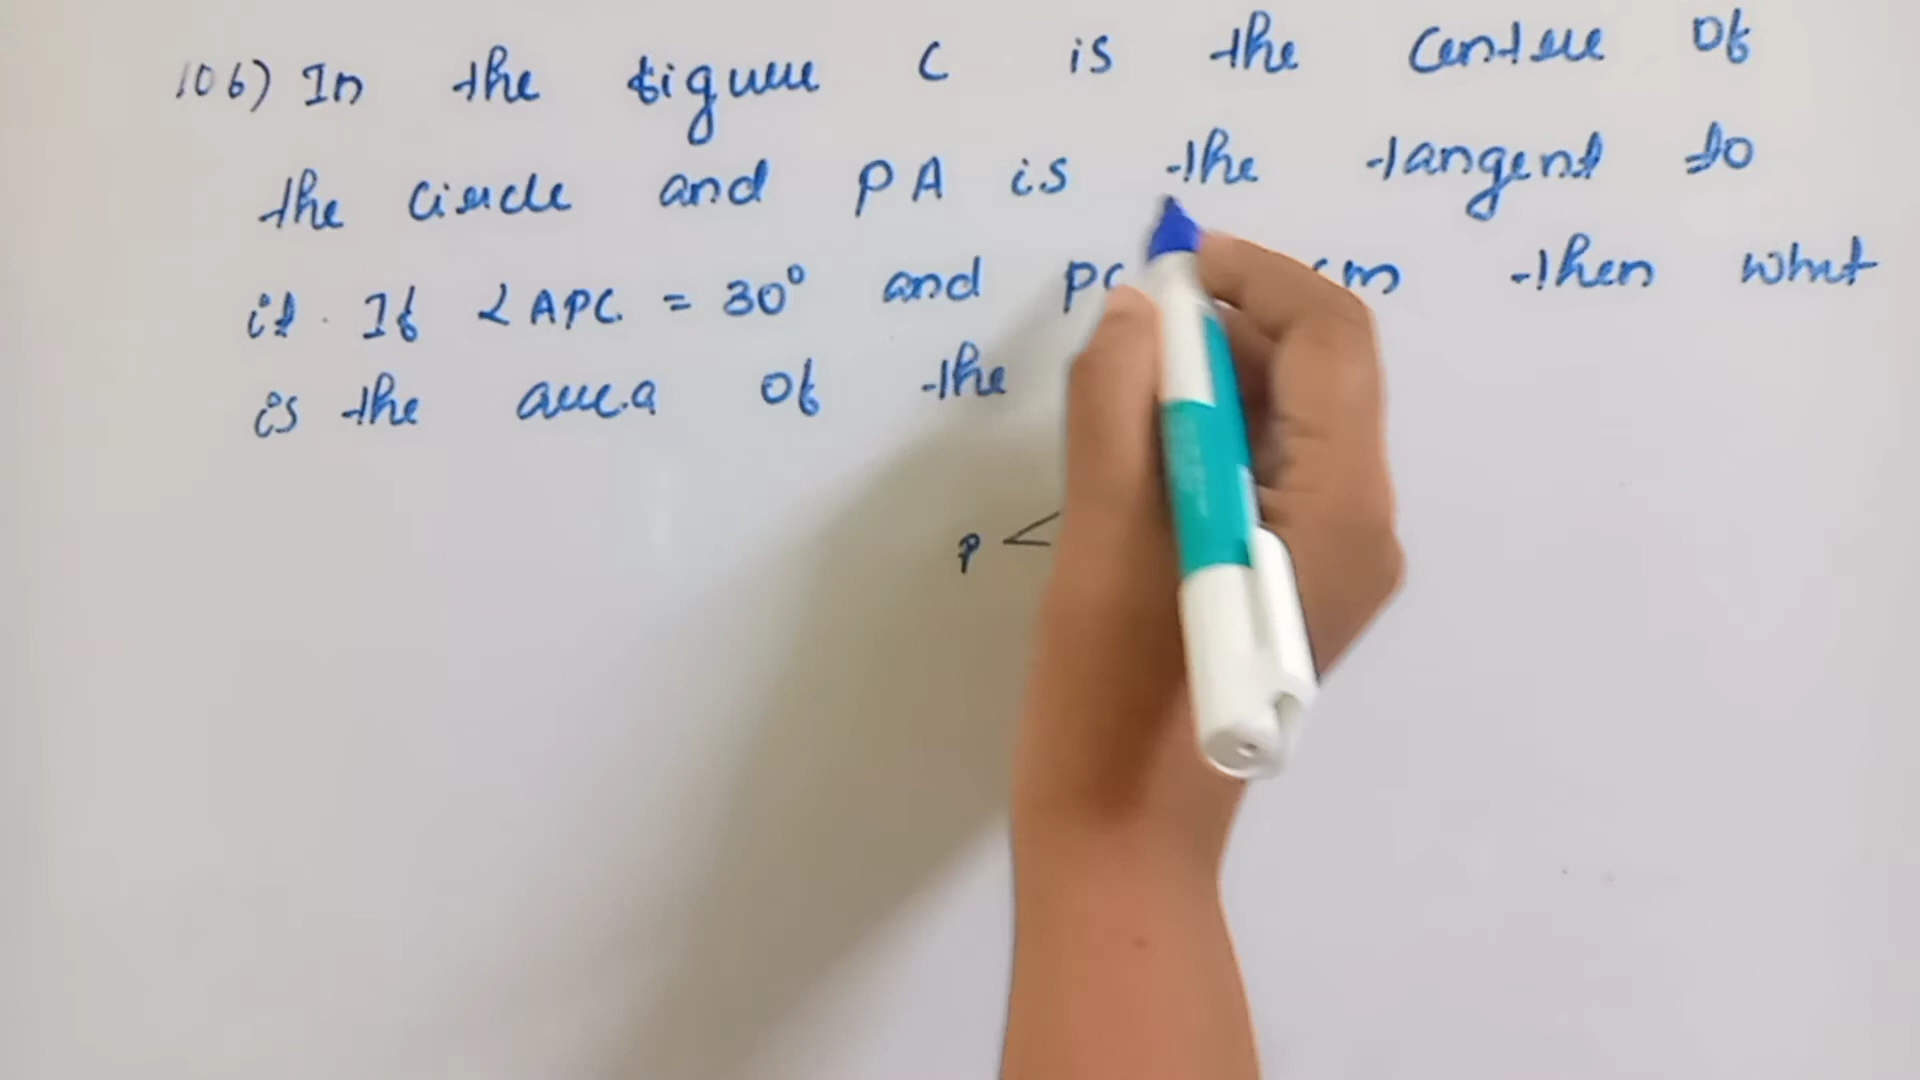 106) In the figure C is the centre of
the circle and PA is the tangent to
it. If ∠APC = 30° and PC cm then what
is the area of the
P